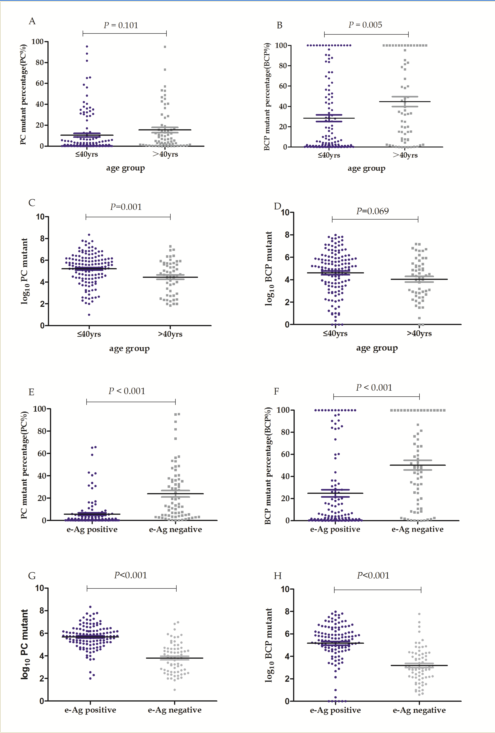 A
P = 0.101
PC mutant percentage(PC%)
100
80
60
40
20
0
≤40yrs >40yrs
age group
B
P = 0.005
BCP mutant percentage(BCP%)
100
80
60
40
20
0
≤40yrs >40yrs
age group
C
P=0.001
log10 PC mutant
10
8
6
4
2
0
≤40yrs >40yrs
age group
D
P=0.069
log10 BCP mutant
10
8
6
4
2
0
≤40yrs >40yrs
age group
E
P < 0.001
PC mutant percentage(PC%)
100
80
60
40
20
0
e-Ag positive e-Ag negative
F
P < 0.001
BCP mutant percentage(BCP%)
100
80
60
40
20
0
e-Ag positive e-Ag negative
G
P<0.001
log10 PC mutant
10
8
6
4
2
0
e-Ag positive e-Ag negative
H
P<0.001
log10 BCP mutant
10
8
6
4
2
0
e-Ag positive e-Ag negative